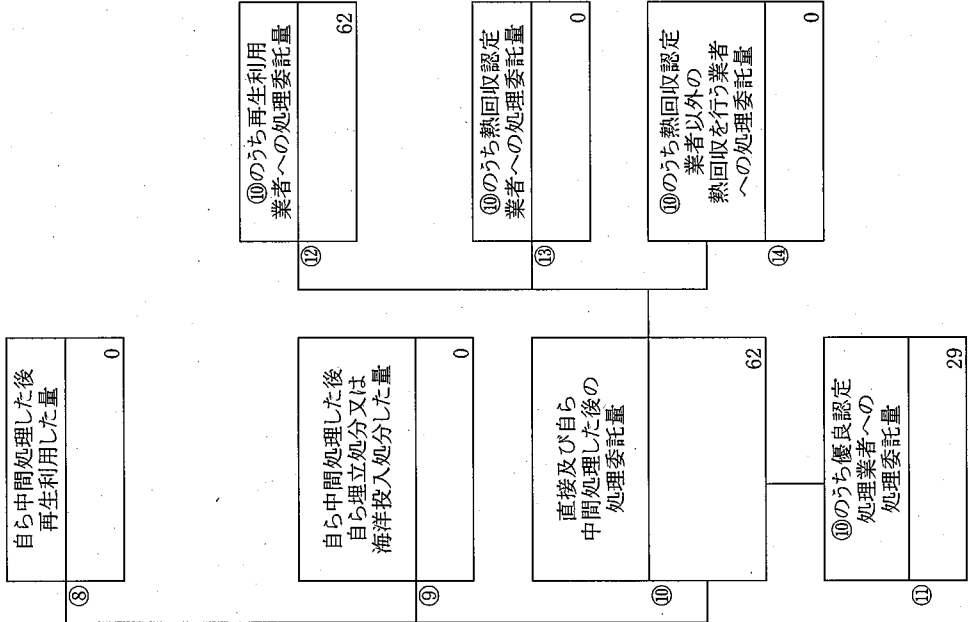 ⑧
自ら中間処理した後
再生利用した量
0
⑨
自ら中間処理した後
自ら埋立処分又は
海洋投入処分した量
0
⑩
直接及び自ら
中間処理した後の
処理委託量
62
⑪
⑩のうち優良認定
処理業者への
処理委託量
29
⑫
⑩のうち再生利用
業者への処理委託量
62
⑬
⑩のうち熱回収認定
業者への処理委託量
0
⑭
⑩のうち熱回収認定
業者以外の
熱回収を行う業者
への処理委託量
0